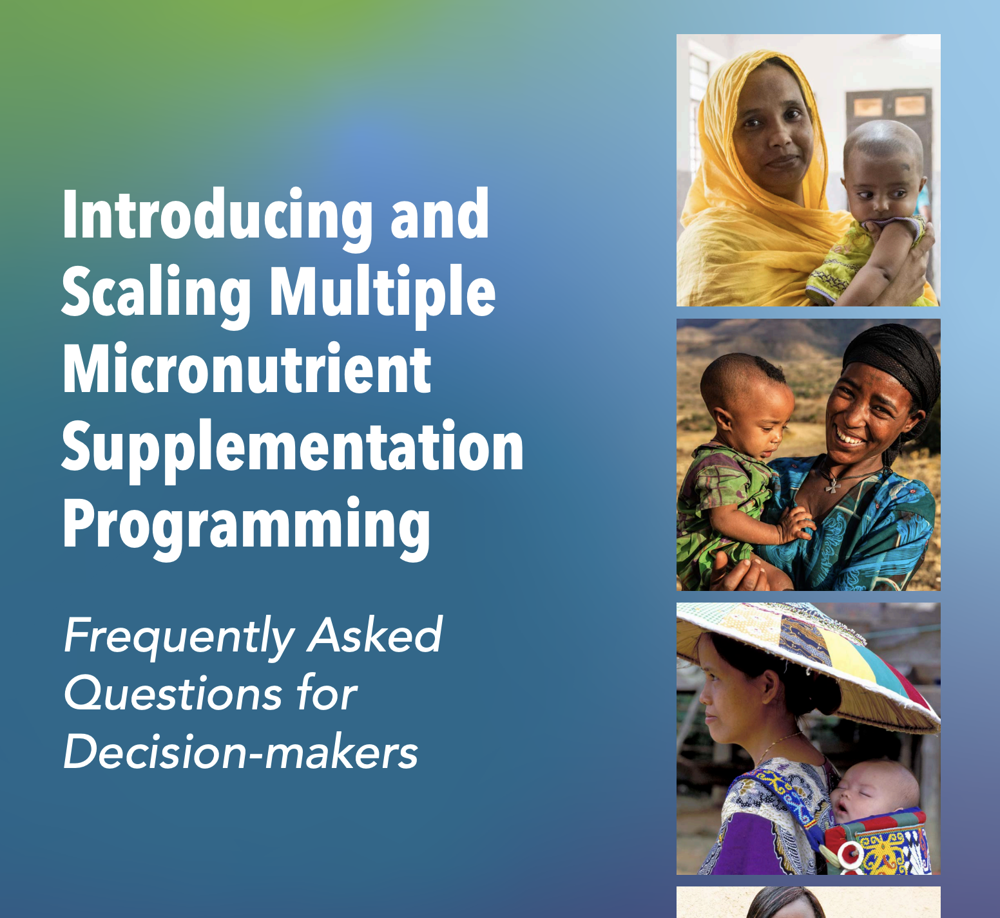 Introducing and
Scaling Multiple
Micronutrient
Supplementation
Programming
Frequently Asked
Questions for
Decision-makers